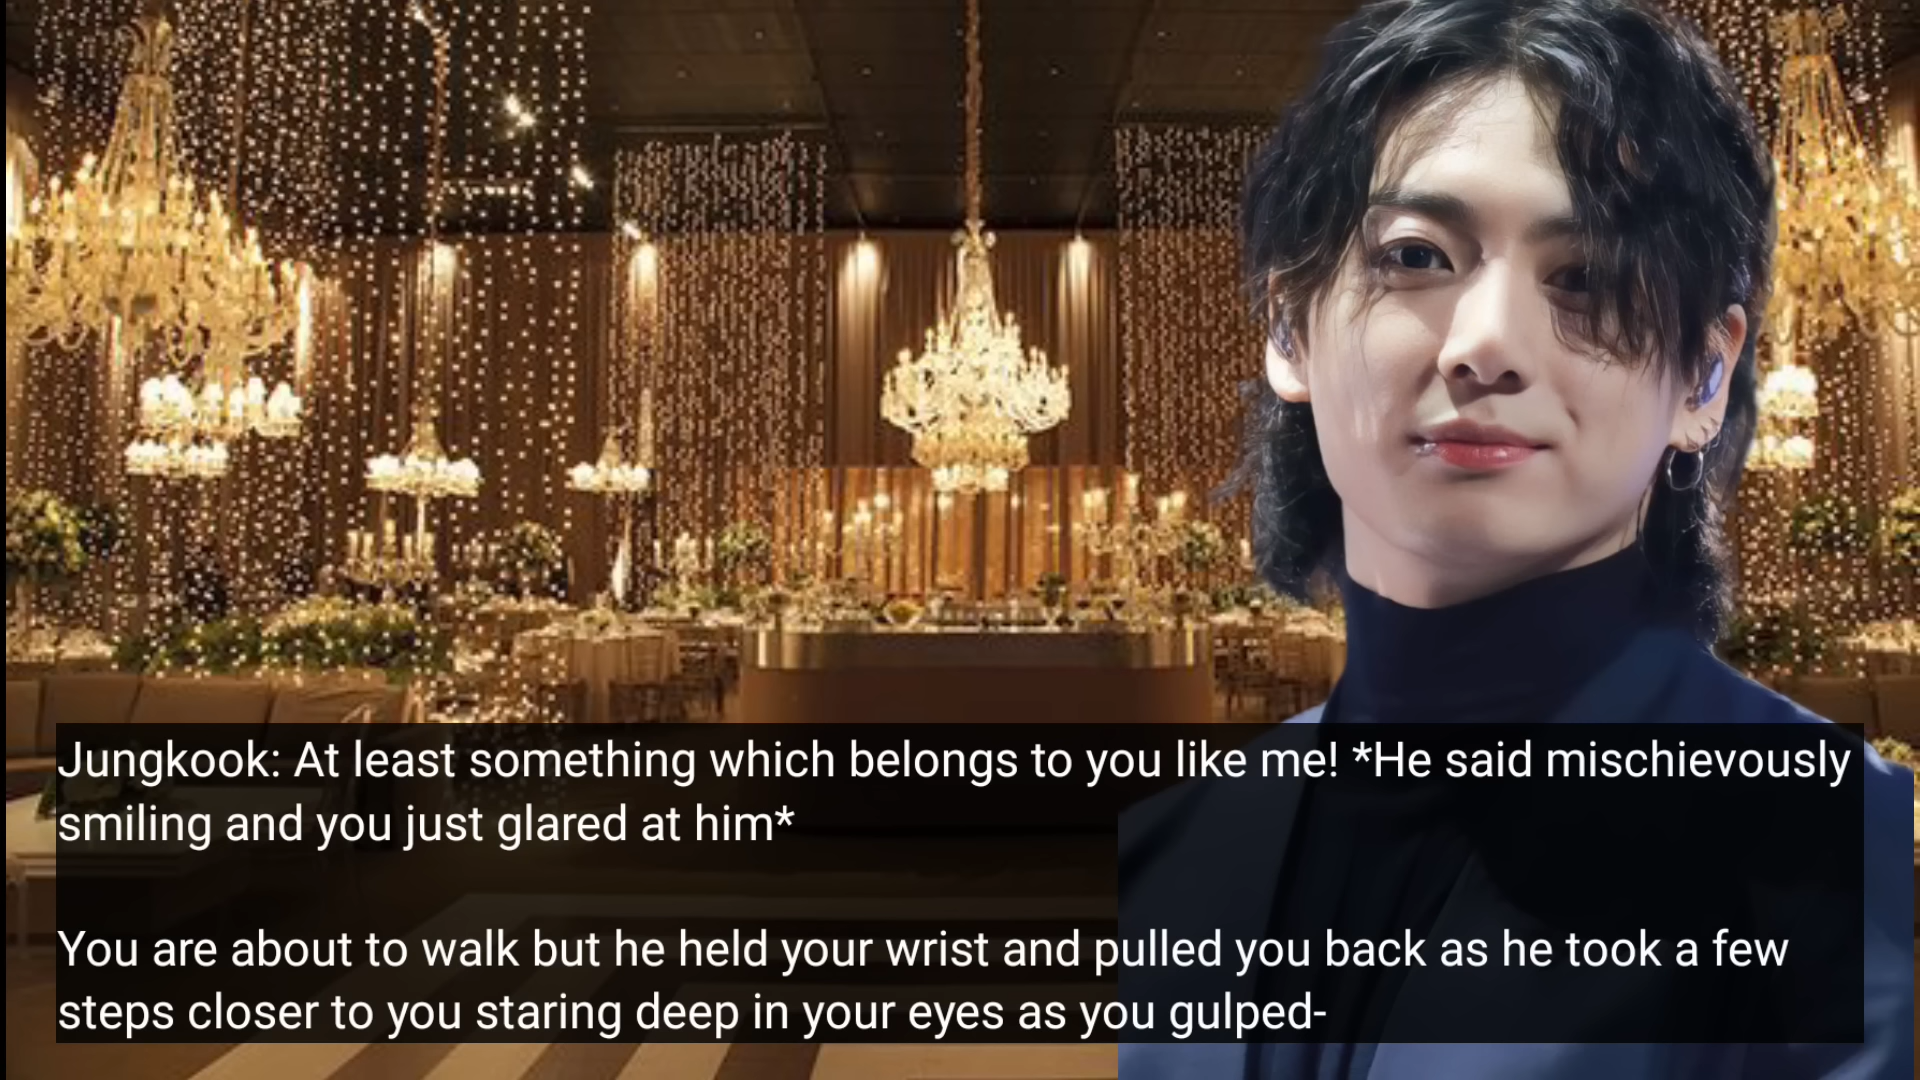 Jungkook: At least something which belongs to you like me! *He said mischievously
smiling and you just glared at him*
You are about to walk but he held your wrist and pulled you back as he took a few
steps closer to you staring deep in your eyes as you gulped-